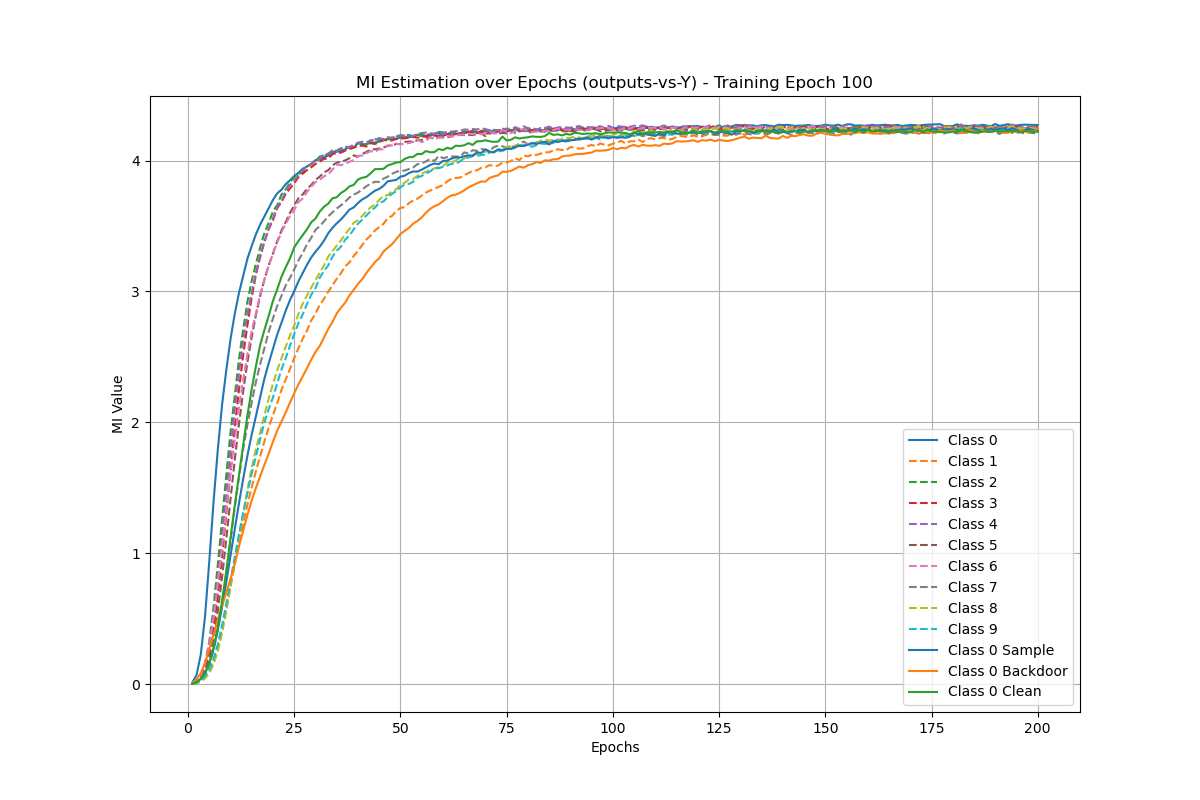 MI Estimation over Epochs (outputs-vs-Y) - Training Epoch 100
MI Value
4
3
2
1
0
0 25 50 75 100 125 150 175 200
Epochs
Class 0
Class 1
Class 2
Class 3
Class 4
Class 5
Class 6
Class 7
Class 8
Class 9
Class 0 Sample
Class 0 Backdoor
Class 0 Clean